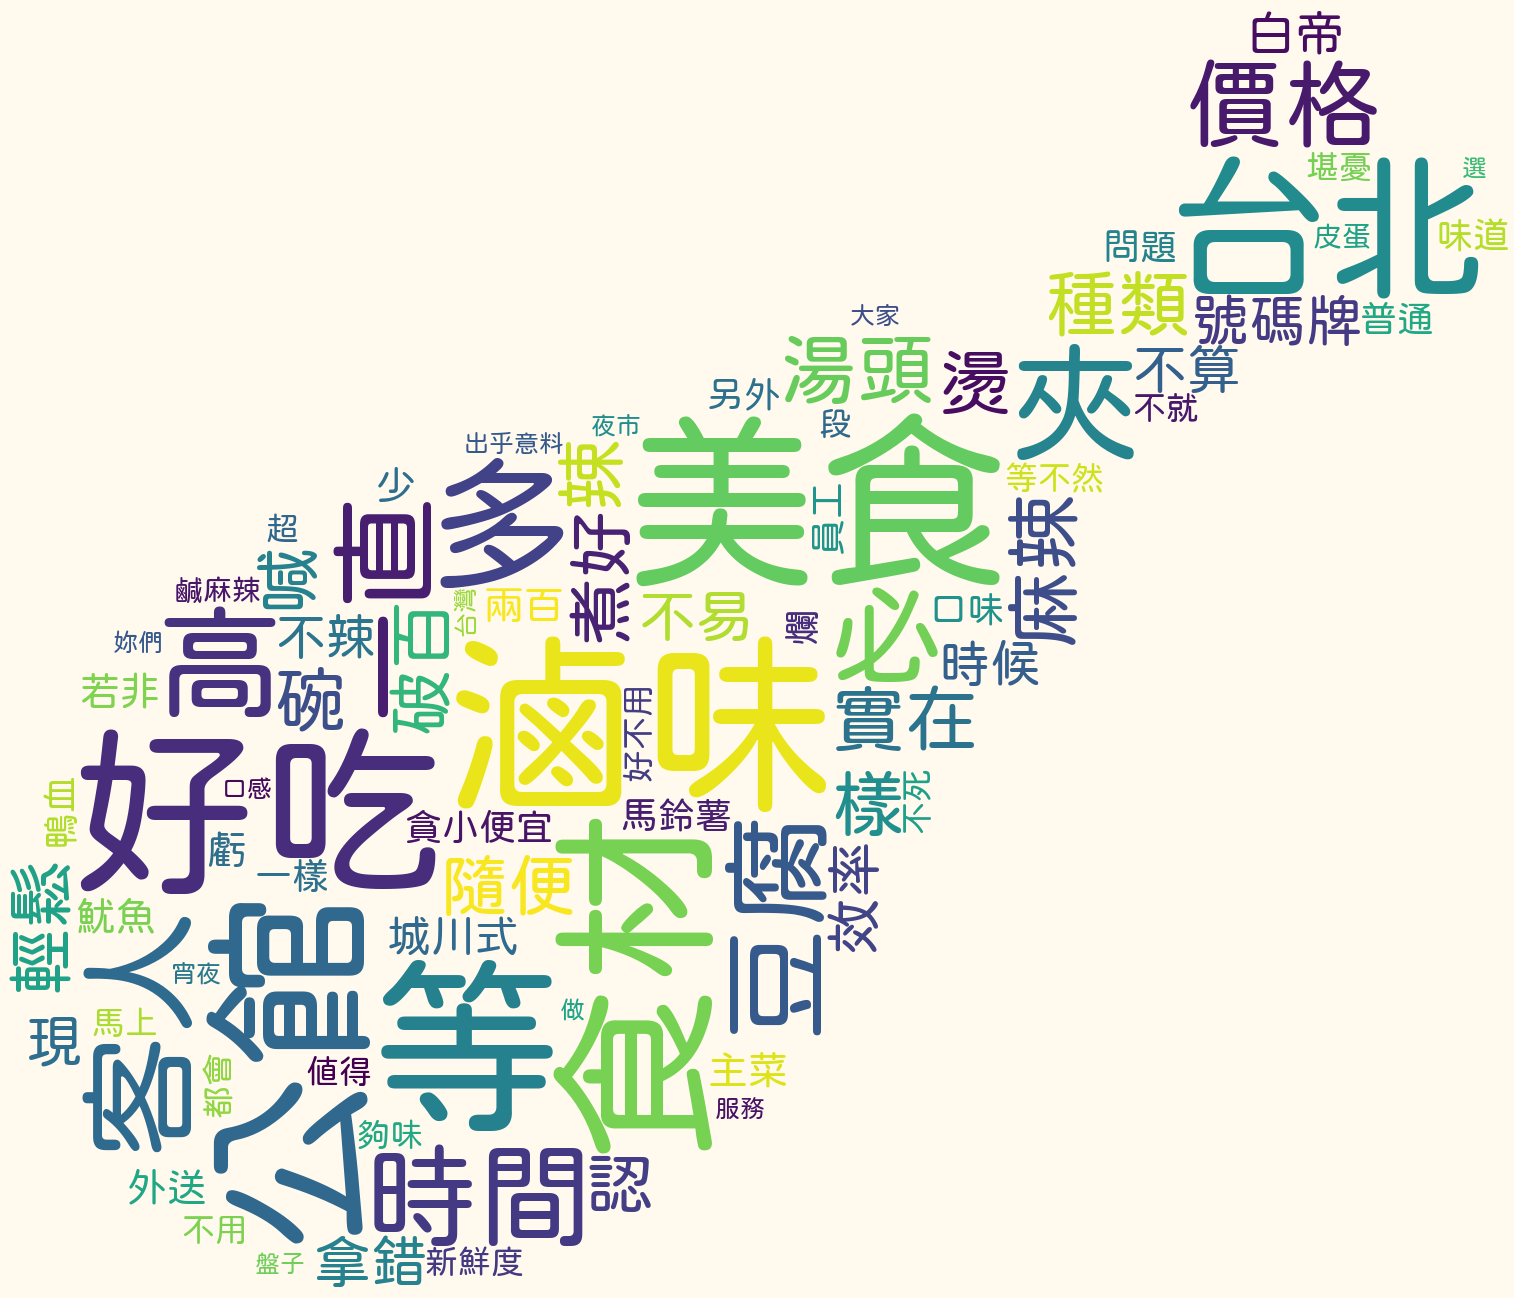 白帝
價格
堪憂
選
台北
皮蛋
味道
問題
種類
號碼牌
普通
大家
湯頭
燙
夾
不算
不就
另外
段
夜市
出乎意料
辣
美食
等不然
少
直
多
煮好
員工
麻辣
超
喊
鹹麻辣
台灣
兩百
不易
爛
必
口味
妳們
高
不辣
一
破百
時候
若非
碗
滷味
好不用
實在
好吃
口感
鴨血
虧
一樣
貪小便宜
馬鈴薯
樣
不死
隨便
食材
豆腐
效率
輕鬆
魷魚
城川式
客人
宵夜
公館
等
做
現
馬上
都會
值得
主菜
服務
夠味
外送
時間
認
不用
盤子
拿錯
新鮮度